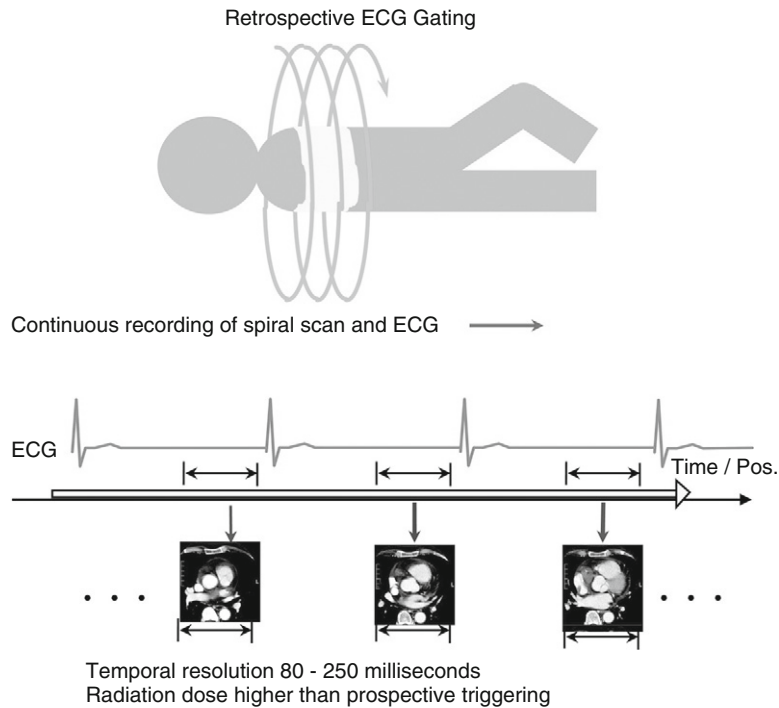 Retrospective ECG Gating
Continuous recording of spiral scan and ECG
ECG
Time / Pos.
. . .
. . .
Temporal resolution 80 - 250 milliseconds
Radiation dose higher than prospective triggering